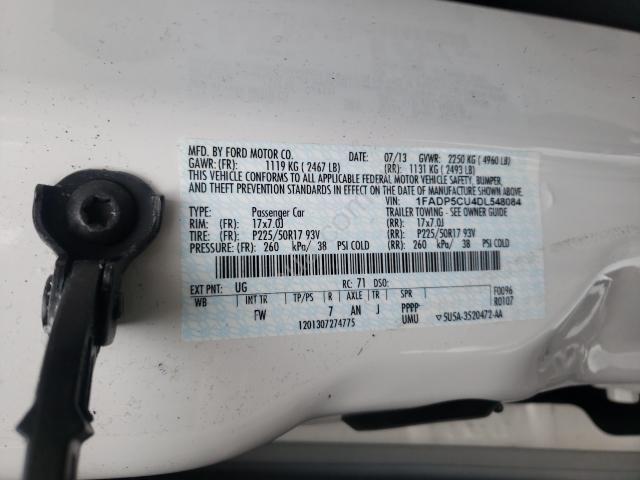 MFD. BY FORD MOTOR CO. DATE: 07/13 GVWR: 2250 KG ( 4960 LB)
GAWR: (FR): 1119 KG ( 2467 LB) (RR): 1131 KG ( 2493 LB)
THIS VEHICLE CONFORMS TO ALL APPLICABLE FEDERAL MOTOR VEHICLE SAFETY, BUMPER,
AND THEFT PREVENTION STANDARDS IN EFFECT ON THE DATE OF MANUFACTURE SHOWN ABOVE.
VIN: 1FADP5CU4DL548084
TYPE: Passenger Car TRAILER TOWING - SEE OWNER GUIDE
RIM: (FR): 17x7.0J (RR): 17x7.0J
TIRE: (FR): P225/50R17 93V (RR): P225/50R17 93V
PRESSURE: (FR): 260 kPa/ 38 PSI COLD (RR): 260 kPa/ 38 PSI COLD
EXT PNT: UG RC: 71 DSO: F0096
WB INT TR TP/PS R AXLE TR SPR R0107
FW 7 AN J PPPP
UMU
1201307274775 ▽ 5U5A-3520472-AA